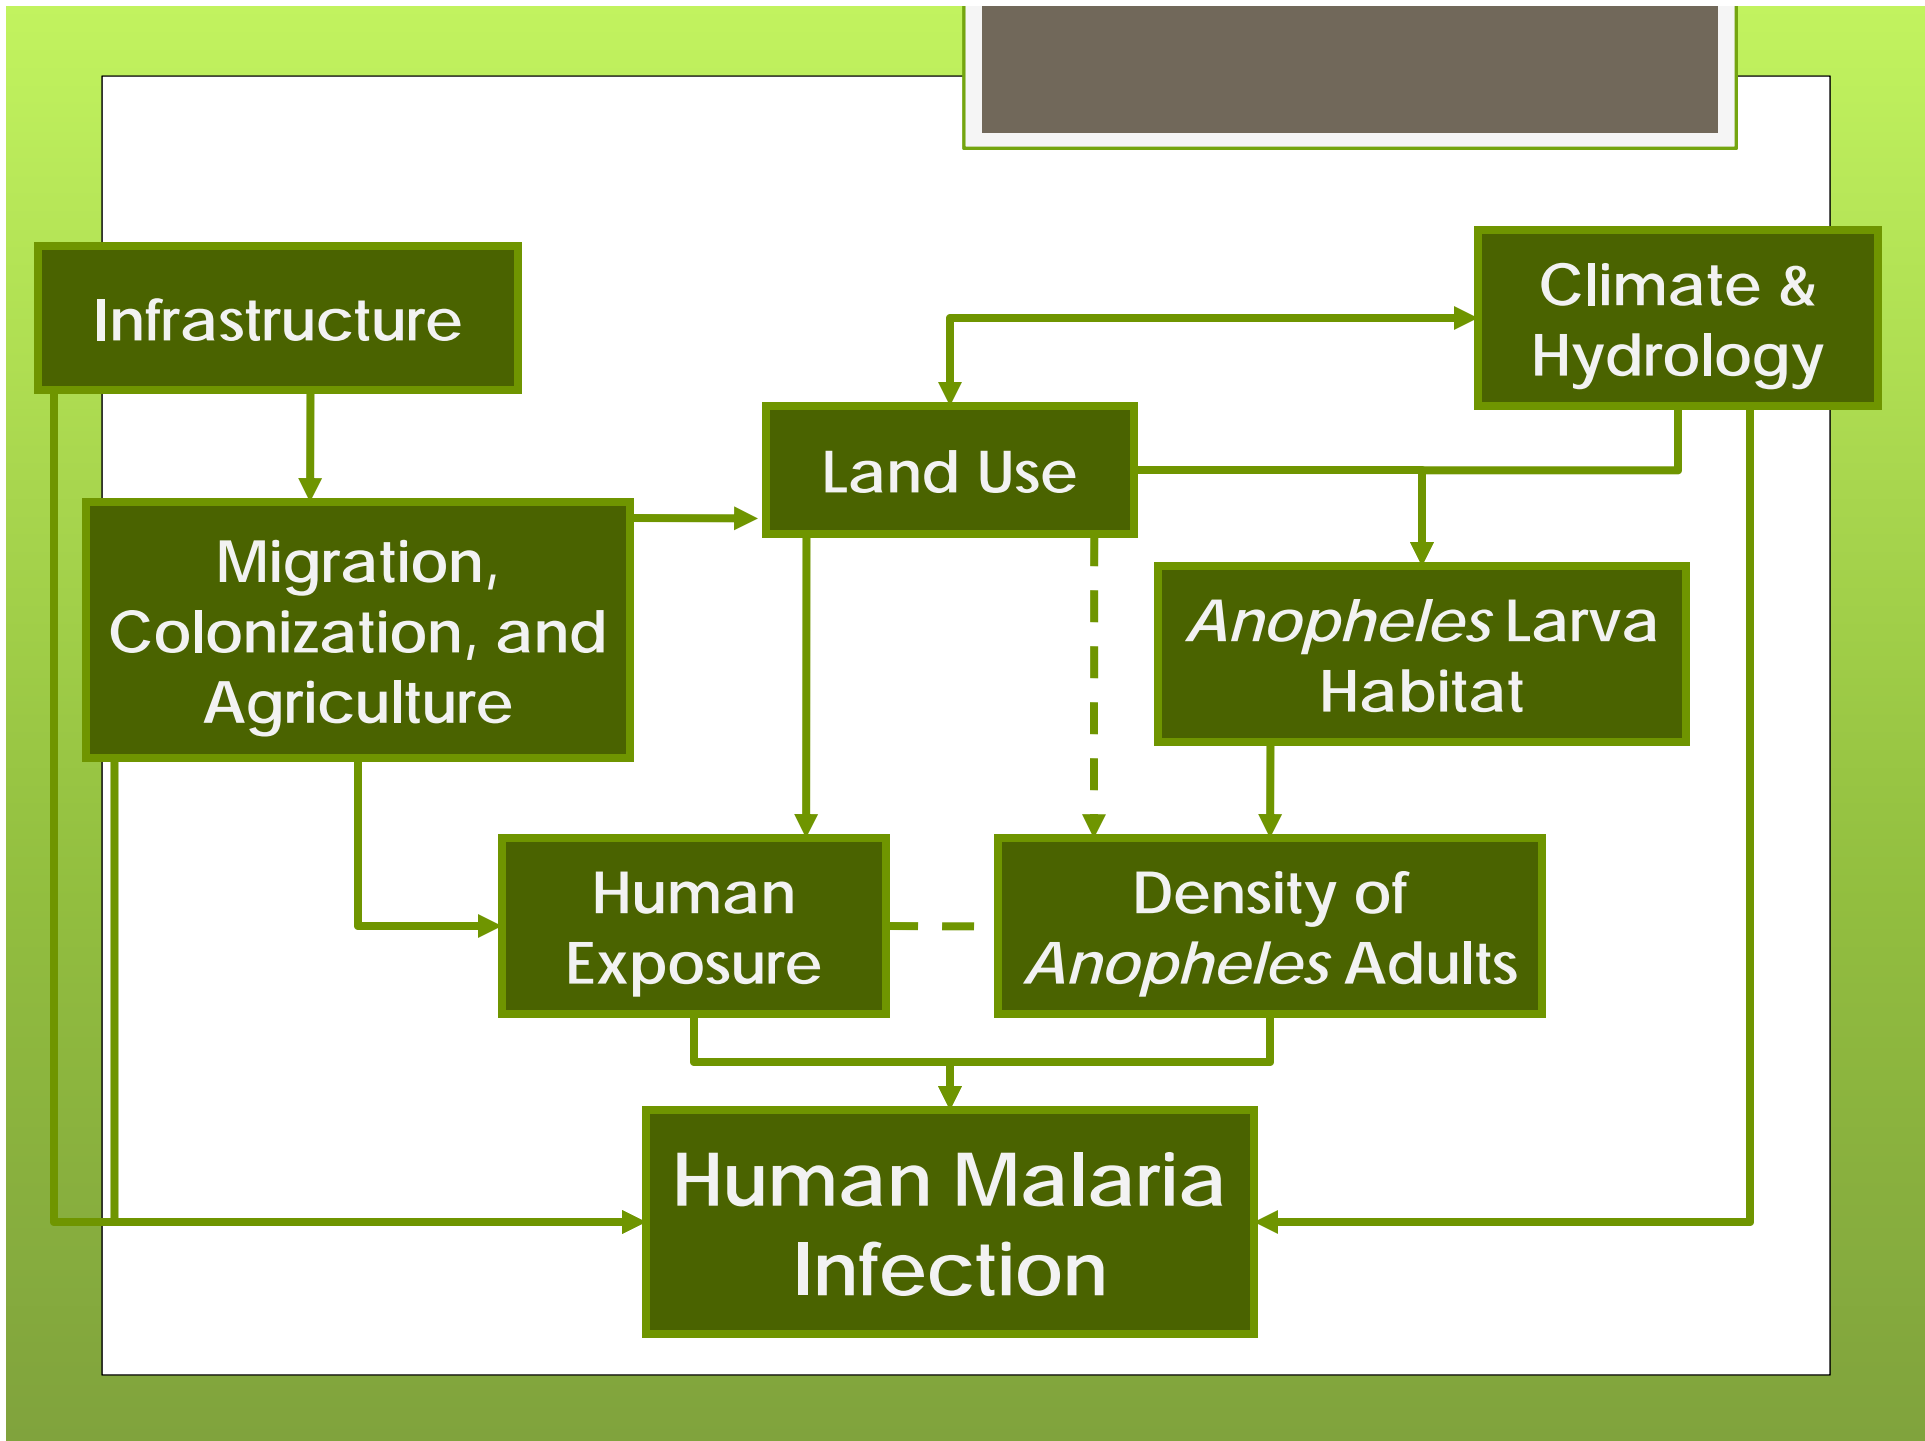 Infrastructure
Climate &
Hydrology
Land Use
Migration,
Colonization, and
Agriculture
Anopheles Larva
Habitat
Human
Exposure
Density of
Anopheles Adults
Human Malaria
Infection